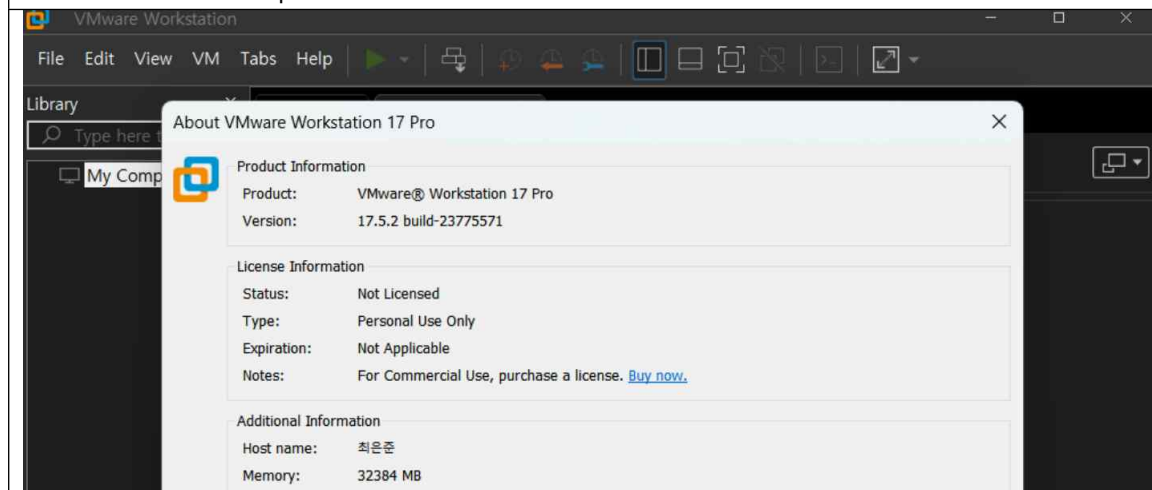 VMware Workstation
File Edit View VM Tabs Help
Library
Type here t
My Comp
About VMware Workstation 17 Pro
Product Information
Product: VMware® Workstation 17 Pro
Version: 17.5.2 build-23775571
License Information
Status: Not Licensed
Type: Personal Use Only
Expiration: Not Applicable
Notes: For Commercial Use, purchase a license. Buy now.
Additional Information
Host name: 최은준
Memory: 32384 MB